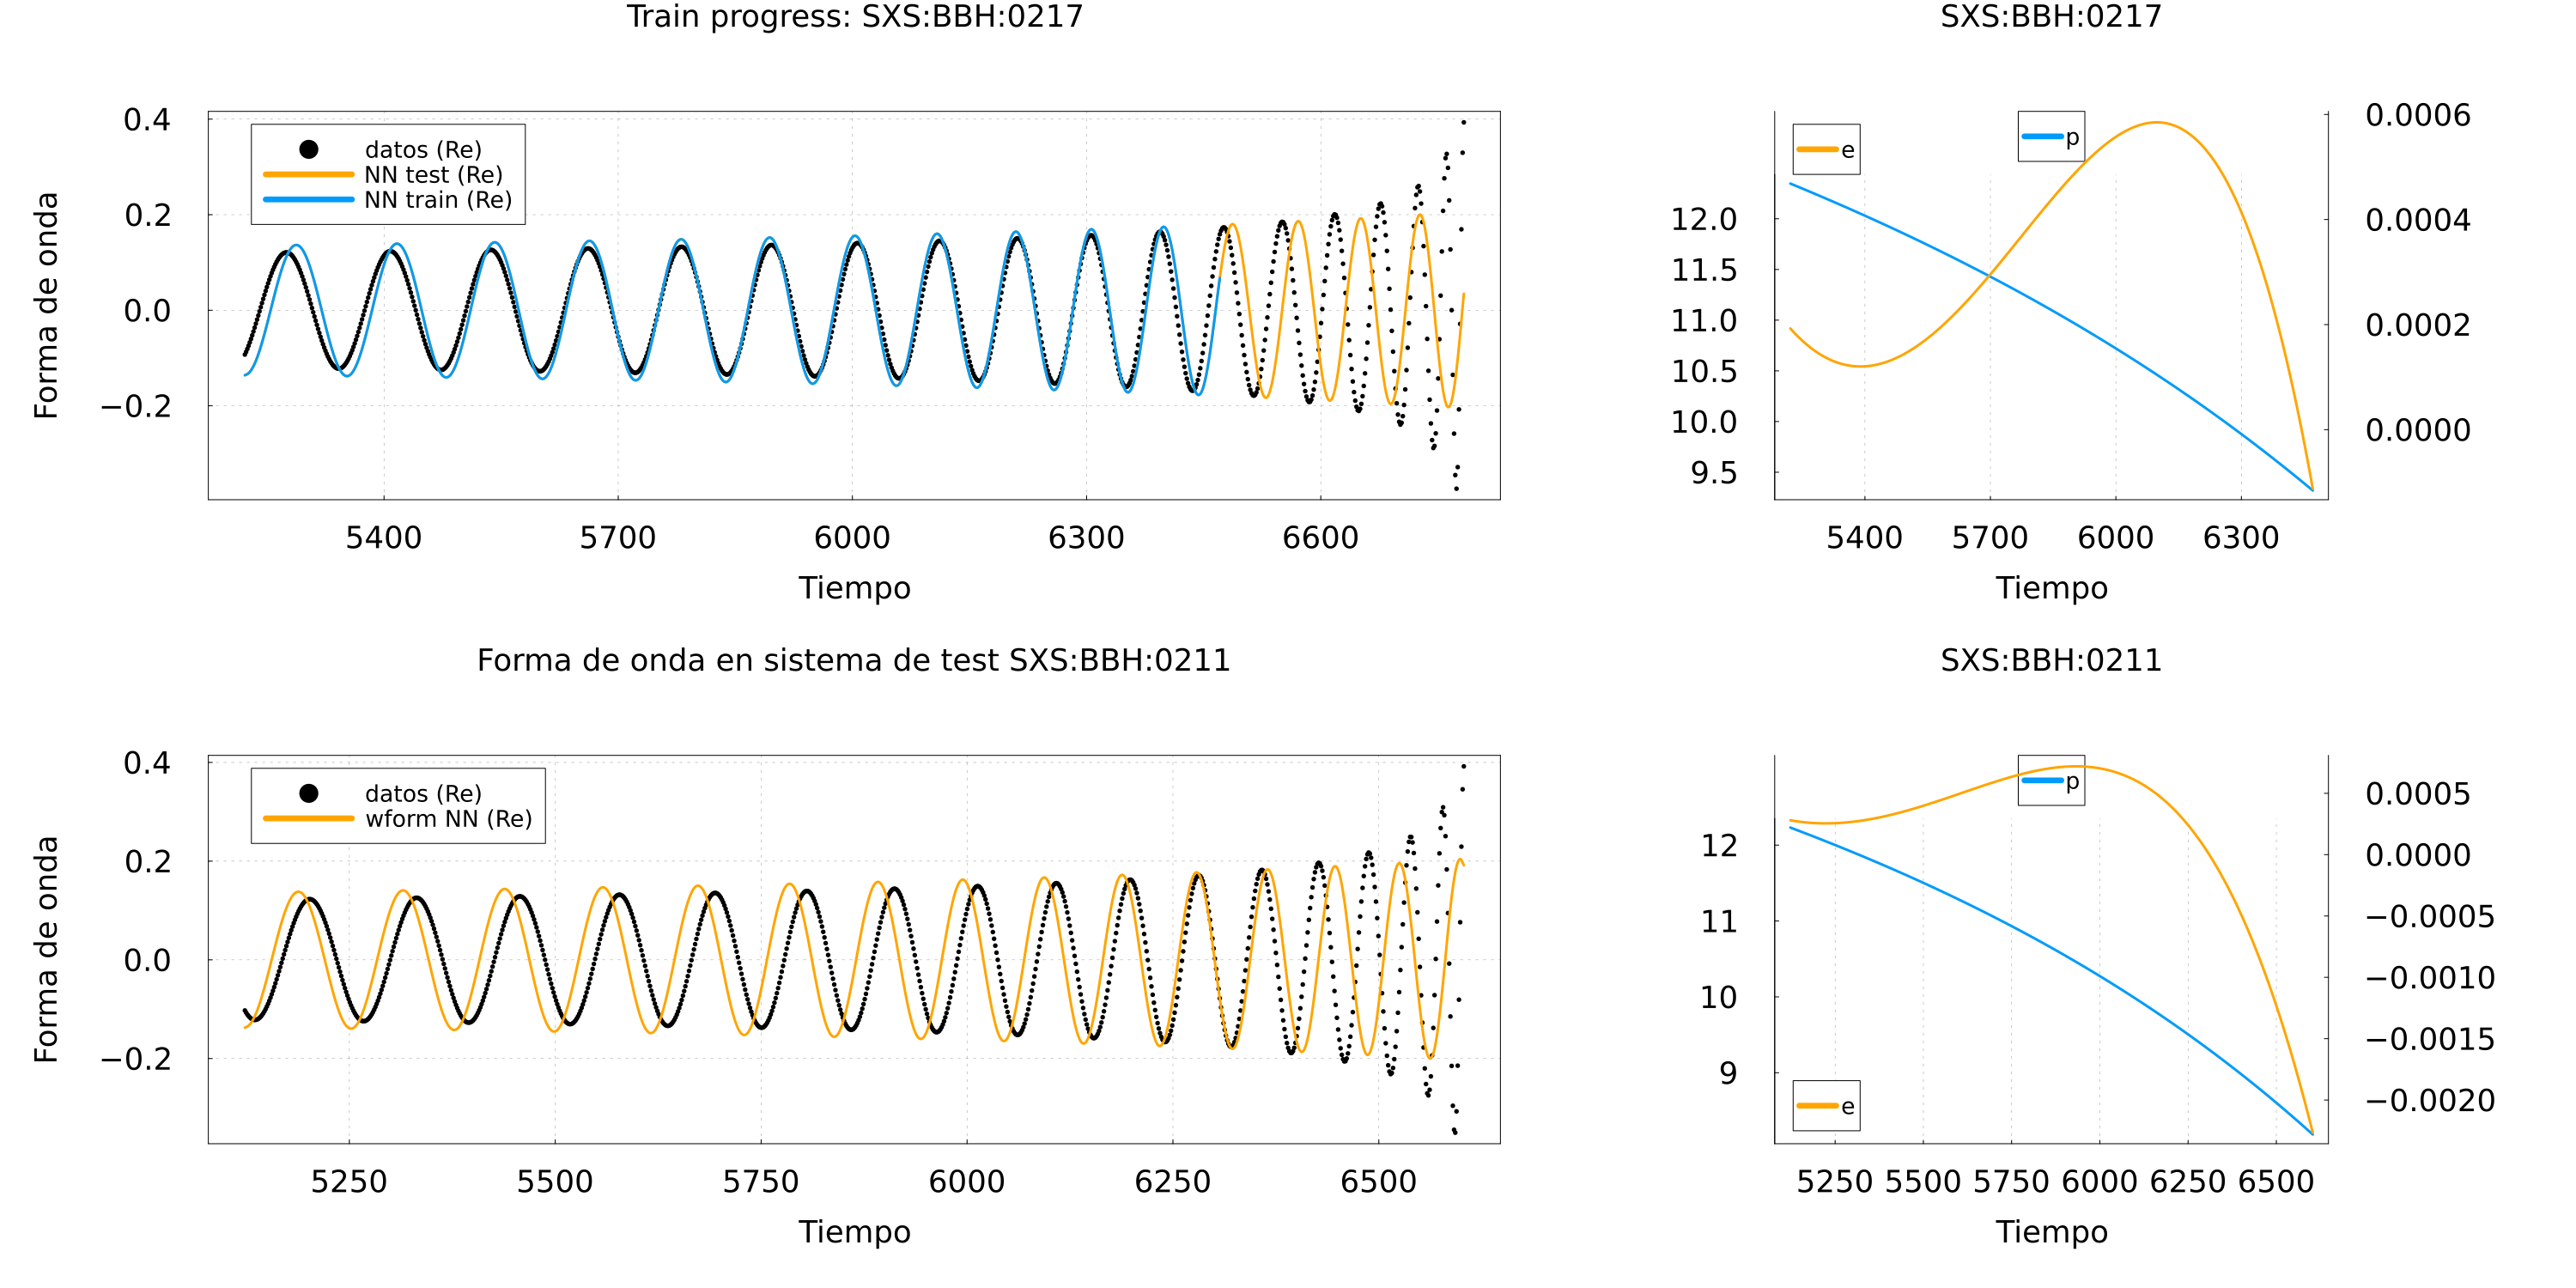 Train progress: SXS:BBH:0217
0.4
0.2
0.0
−0.2
Forma de onda
datos (Re)
NN test (Re)
NN train (Re)
5400 5700 6000 6300 6600
Tiempo
SXS:BBH:0217
12.0
11.5
11.0
10.5
10.0
9.5
e
p
0.0006
0.0004
0.0002
0.0000
5400 5700 6000 6300
Tiempo
Forma de onda en sistema de test SXS:BBH:0211
0.4
0.2
0.0
−0.2
Forma de onda
datos (Re)
wform NN (Re)
5250 5500 5750 6000 6250 6500
Tiempo
SXS:BBH:0211
12
11
10
9
p
e
0.0005
0.0000
−0.0005
−0.0010
−0.0015
−0.0020
5250 5500 5750 6000 6250 6500
Tiempo